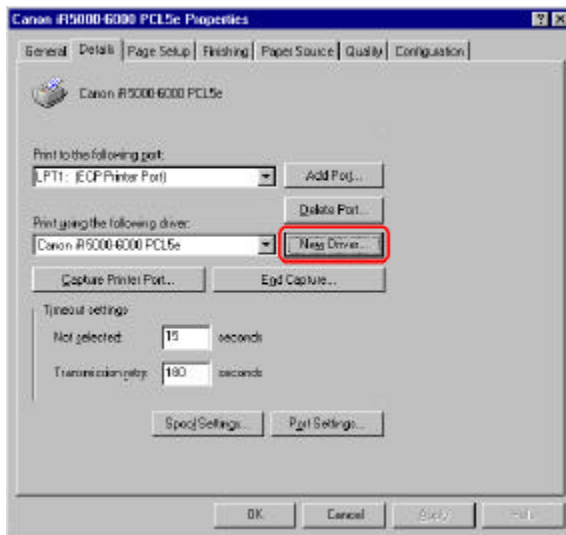 Canon iR5000-6000 PCL5e Properties
General Details Page Setup Finishing Paper Source Quality Configuration
Canon iR5000-6000 PCL5e
Print to the following port:
LPT1: (ECP Printer Port) Add Port...
Delete Port...
Print using the following driver:
Canon iR5000-6000 PCL5e New Driver...
Capture Printer Port... End Capture...
Timeout settings
Not selected: 15 seconds
Transmission retry: 180 seconds
Spool Settings... Port Settings...
OK Cancel Apply Help